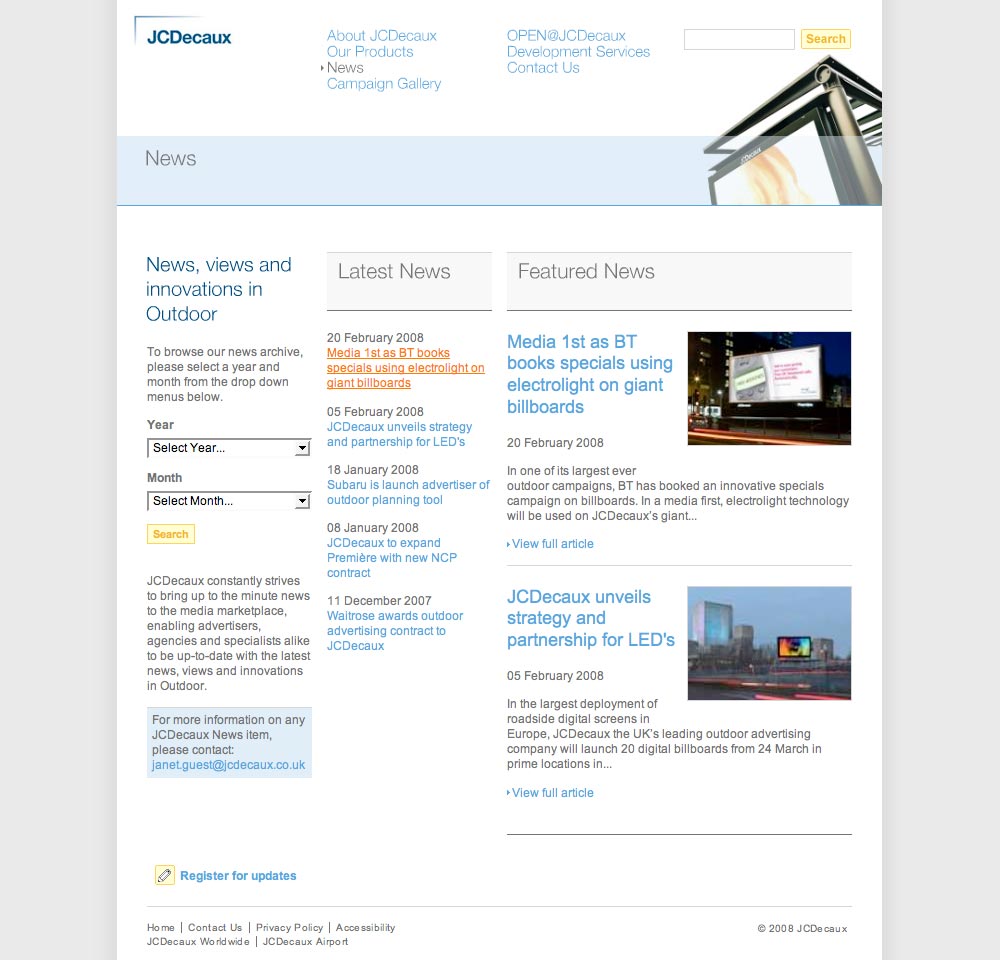 JCDecaux
About JCDecaux
Our Products
News
Campaign Gallery
OPEN@JCDecaux
Development Services
Contact Us
Search
JCDecaux
News
News, views and
innovations in
Outdoor
To browse our news archive,
please select a year and
month from the drop down
menus below.
Year
Select Year...
Month
Select Month...
Search
JCDecaux constantly strives
to bring up to the minute news
to the media marketplace,
enabling advertisers,
agencies and specialists alike
to be up-to-date with the latest
news, views and innovations
in Outdoor.
For more information on any
JCDecaux News item,
please contact:
janet.guest@jcdecaux.co.uk
Latest News
20 February 2008
Media 1st as BT books
specials using electrolight on
giant billboards
05 February 2008
JCDecaux unveils strategy
and partnership for LED's
18 January 2008
Subaru is launch advertiser of
outdoor planning tool
08 January 2008
JCDecaux to expand
Première with new NCP
contract
11 December 2007
Waitrose awards outdoor
advertising contract to
JCDecaux
Featured News
Media 1st as BT
books specials using
electrolight on giant
billboards
20 February 2008
In one of its largest ever
outdoor campaigns, BT has booked an innovative specials
campaign on billboards. In a media first, electrolight technology
will be used on JCDecaux's giant...
View full article
JCDecaux unveils
strategy and
partnership for LED's
05 February 2008
In the largest deployment of
roadside digital screens in
Europe, JCDecaux the UK's leading outdoor advertising
company will launch 20 digital billboards from 24 March in
prime locations in...
View full article
Register for updates
Home | Contact Us | Privacy Policy | Accessibility
JCDecaux Worldwide | JCDecaux Airport
© 2008 JCDecaux